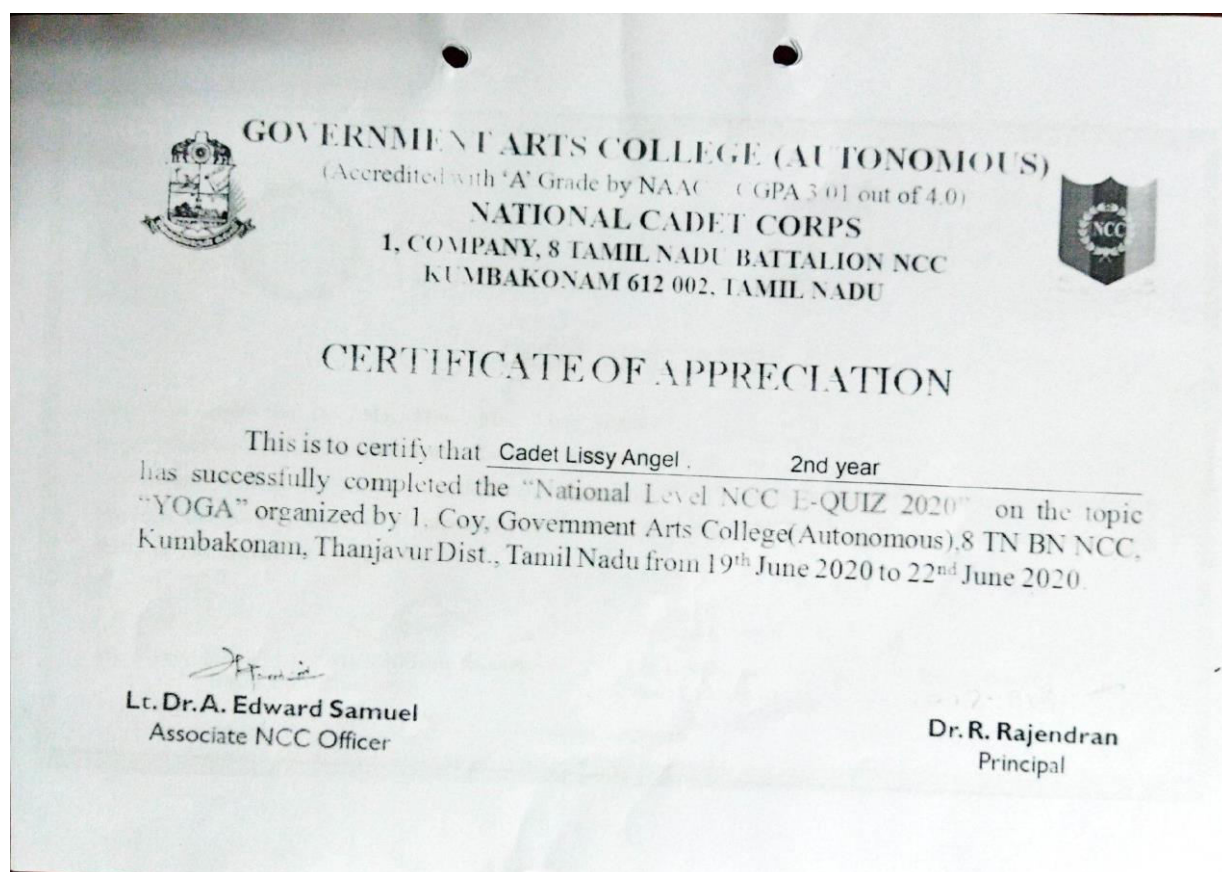 GOVERNMENT ARTS COLLEGE (AUTONOMOUS)
(Accredited with 'A' Grade by NAAC CGPA 3.01 out of 4.0)
NATIONAL CADET CORPS
1, COMPANY, 8 TAMIL NADU BATTALION NCC
KUMBAKONAM 612 002, TAMIL NADU
NCC
CERTIFICATE OF APPRECIATION
This is to certify that Cadet Lissy Angel . 2nd year
has successfully completed the "National Level NCC E-QUIZ 2020" on the topic
"YOGA" organized by 1. Coy, Government Arts College(Autonomous),8 TN BN NCC,
Kumbakonam, Thanjavur Dist., Tamil Nadu from 19th June 2020 to 22nd June 2020.
Lt. Dr. A. Edward Samuel
Associate NCC Officer
Dr. R. Rajendran
Principal